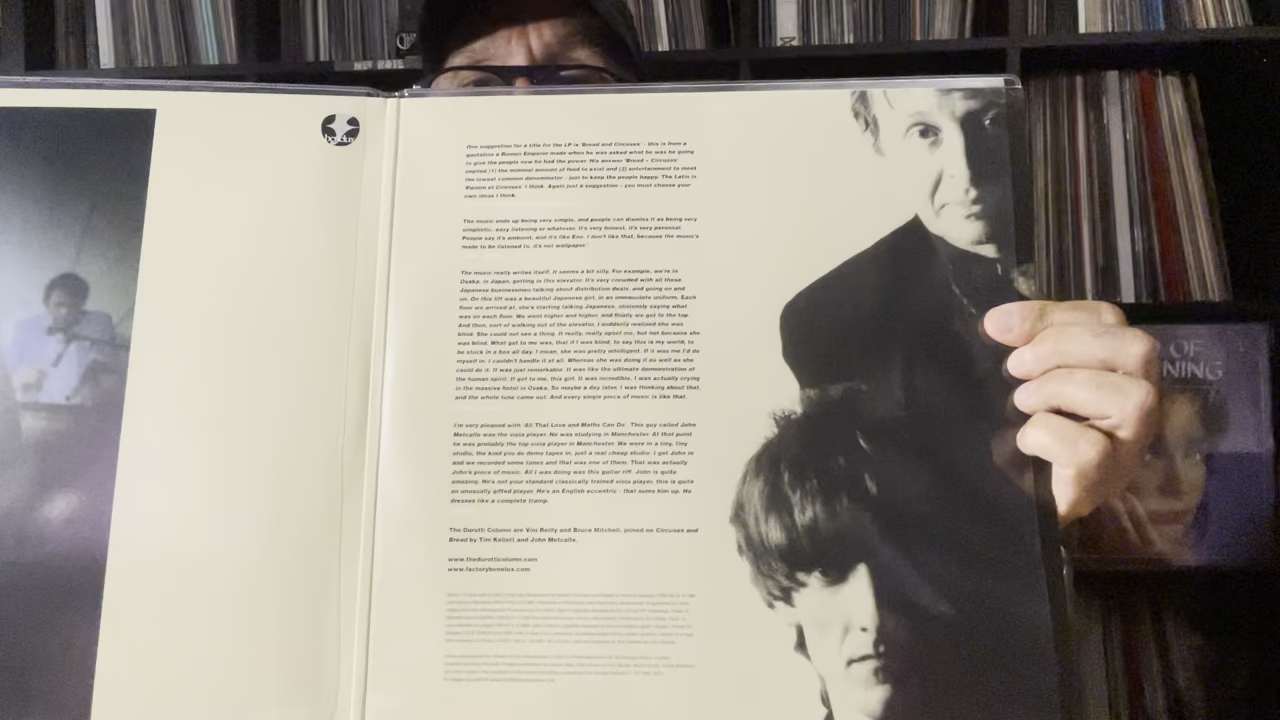 benelux
One suggestion for a title for the LP is 'Bread and Circuses' - this is from a
quotation a Roman Emperor made when he was asked what he was going
to give the people now he had the power. His answer 'Bread + Circuses'
implied (1) the minimal amount of food to exist and (2) entertainment to meet
the lowest common denominator - just to keep the people happy. The Latin is
'Panem et Circenses' I think. Again just a suggestion - you must choose your
own ideas I think.
The music ends up being very simple, and people can dismiss it as being very
simplistic, easy listening or whatever. It's very honest, it's very personal.
People say it's ambient, and it's like Eno. I don't like that, because the music's
made to be listened to, it's not wallpaper.'
The music really writes itself. It seems a bit silly. For example, we're in
Osaka, in Japan, getting in this elevator. It's very crowded with all these
Japanese businessmen talking about distribution deals, and going on and
on. On this lift was a beautiful Japanese girl, in an immaculate uniform. Each
floor we arrived at, she's starting talking Japanese, obviously saying what
was on each floor. We went higher and higher, and finally we got to the top.
And then, sort of walking out of the elevator, I suddenly realised she was
blind. She could not see a thing. It really, really upset me, but not because she
was blind. What got to me was, that if I was blind, to say this is my world, to
be stuck in a box all day. I mean, she was pretty intelligent. If it was me I'd do
myself in. I couldn't handle it at all. Whereas she was doing it as well as she
could do it. It was just remarkable. It was like the ultimate demonstration of
the human spirit. It got to me, this girl. It was incredible. I was actually crying
in the massive hotel in Osaka. So maybe a day later, I was thinking about that,
and the whole tune came out. And every single piece of music is like that.
I'm very pleased with 'All That Love and Maths Can Do'. This guy called John
Metcalfe was the viola player. He was studying in Manchester. At that point
he was probably the top viola player in Manchester. We were in a tiny, tiny
studio, the kind you do demo tapes in, just a real cheap studio. I got John in
and we recorded some tunes and that was one of them. That was actually
John's piece of music. All I was doing was this guitar riff. John is quite
amazing. He's not your standard classically trained viola player, this is quite
an unusually gifted player. He's an English eccentric - that sums him up. He
dresses like a complete tramp.
The Durutti Column are Vini Reilly and Bruce Mitchell, joined on Circuses and
Bread by Tim Kellett and John Metcalfe.
www.thedurutticolumn.com
www.factorybenelux.com
OF
NING